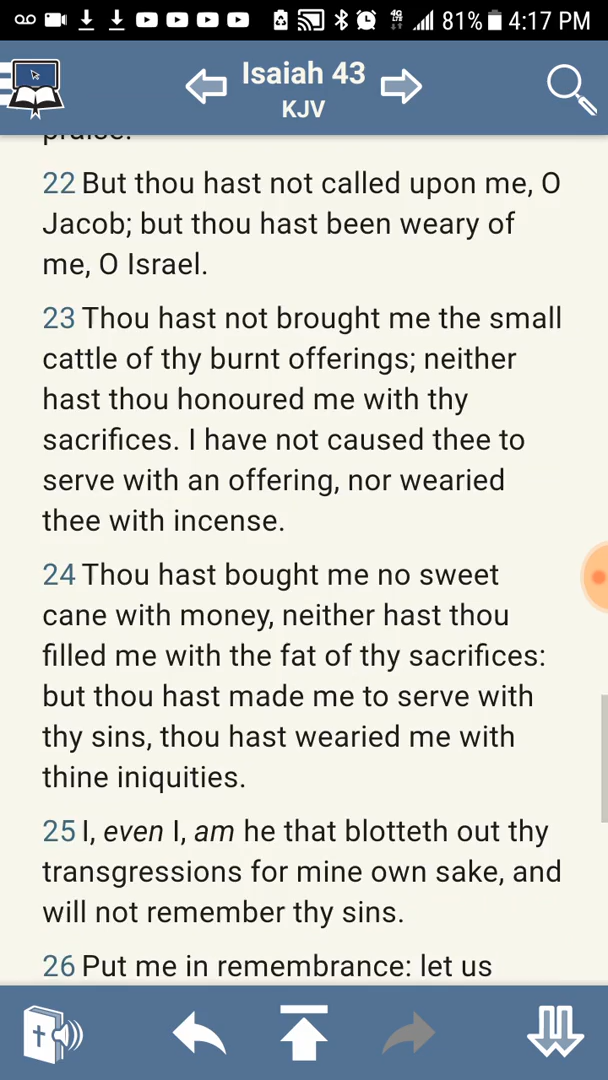 4G
LTE
81%
4:17 PM
Isaiah 43
KJV
praise.
22 But thou hast not called upon me, O
Jacob; but thou hast been weary of
me, O Israel.
23 Thou hast not brought me the small
cattle of thy burnt offerings; neither
hast thou honoured me with thy
sacrifices. I have not caused thee to
serve with an offering, nor wearied
thee with incense.
24 Thou hast bought me no sweet
cane with money, neither hast thou
filled me with the fat of thy sacrifices:
but thou hast made me to serve with
thy sins, thou hast wearied me with
thine iniquities.
25 I, even I, am he that blotteth out thy
transgressions for mine own sake, and
will not remember thy sins.
26 Put me in remembrance: let us